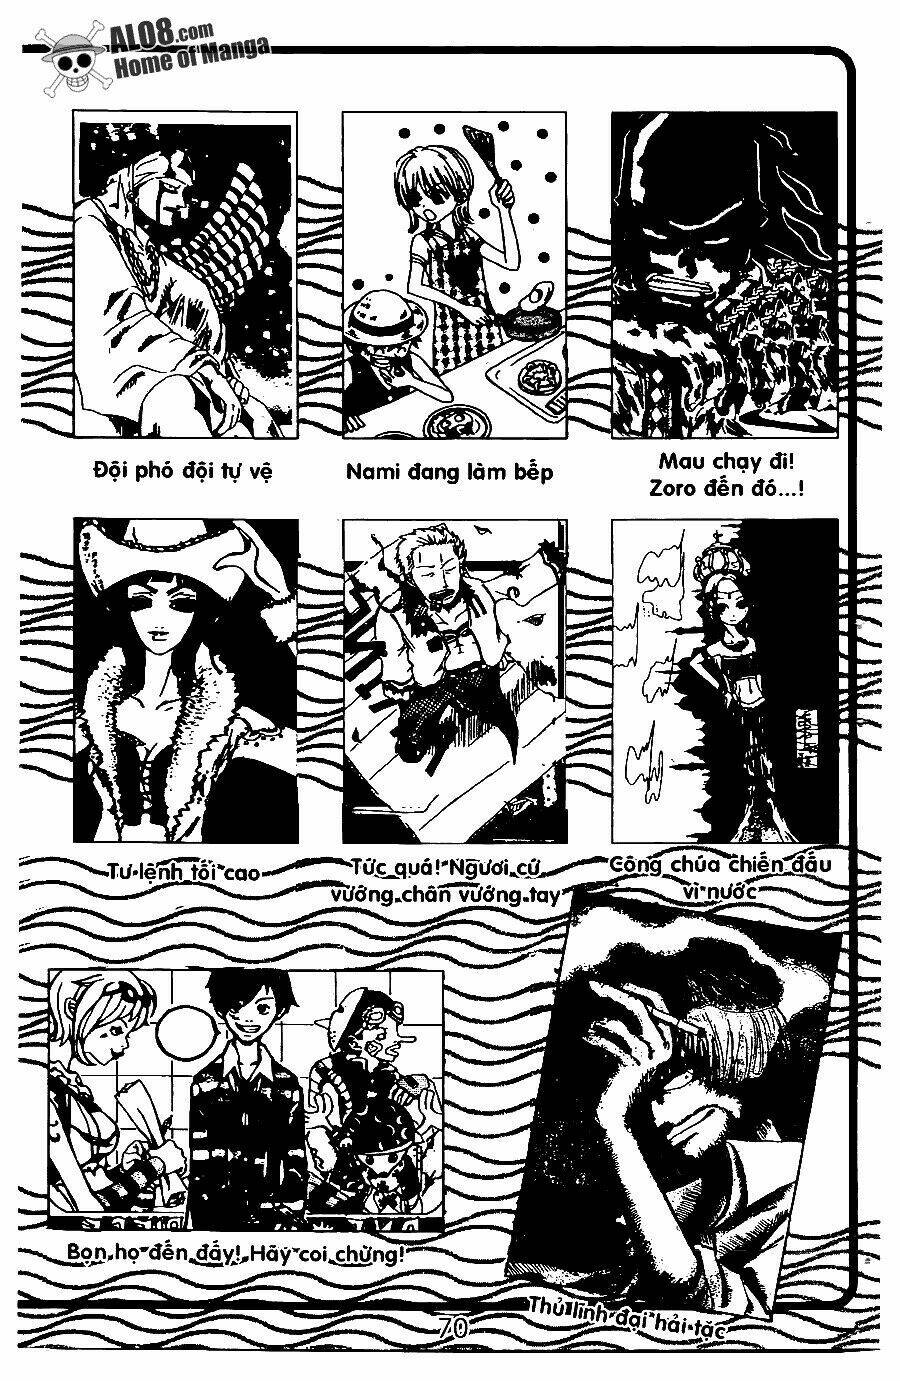 ALO8.com
Home of Manga
Đội phó đội tự vệ
Nami đang làm bếp
Mau chạy đi!
Zoro đến đó...!
Tư lệnh tối cao
Tức quá! Ngươi cứ
vướng chân vướng tay
Công chúa chiến đấu
vì nước
Bọn họ đến đấy! Hãy coi chừng!
Thủ lĩnh đại hải tặc
70